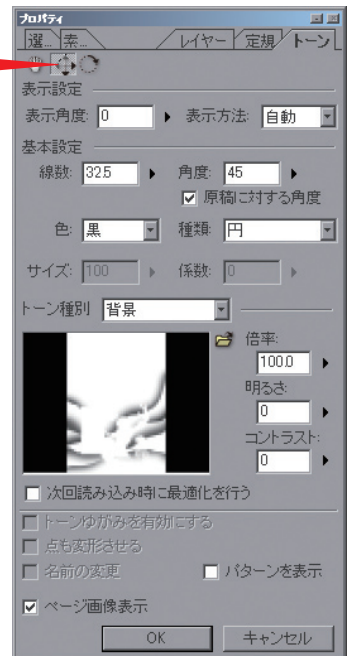 プロパティ
選... 素... レイヤー 定規 トーン
表示設定
表示角度: 0 表示方法: 自動
基本設定
線数: 32.5 角度: 45
原稿に対する角度
色: 黒 種類: 円
サイズ: 100 係数: 0
トーン種別 背景
倍率:
100.0
明るさ:
0
コントラスト:
0
次回読み込み時に最適化を行う
トーンゆがみを有効にする
点も変形させる
名前の変更 パターンを表示
ページ画像表示
OK キャンセル